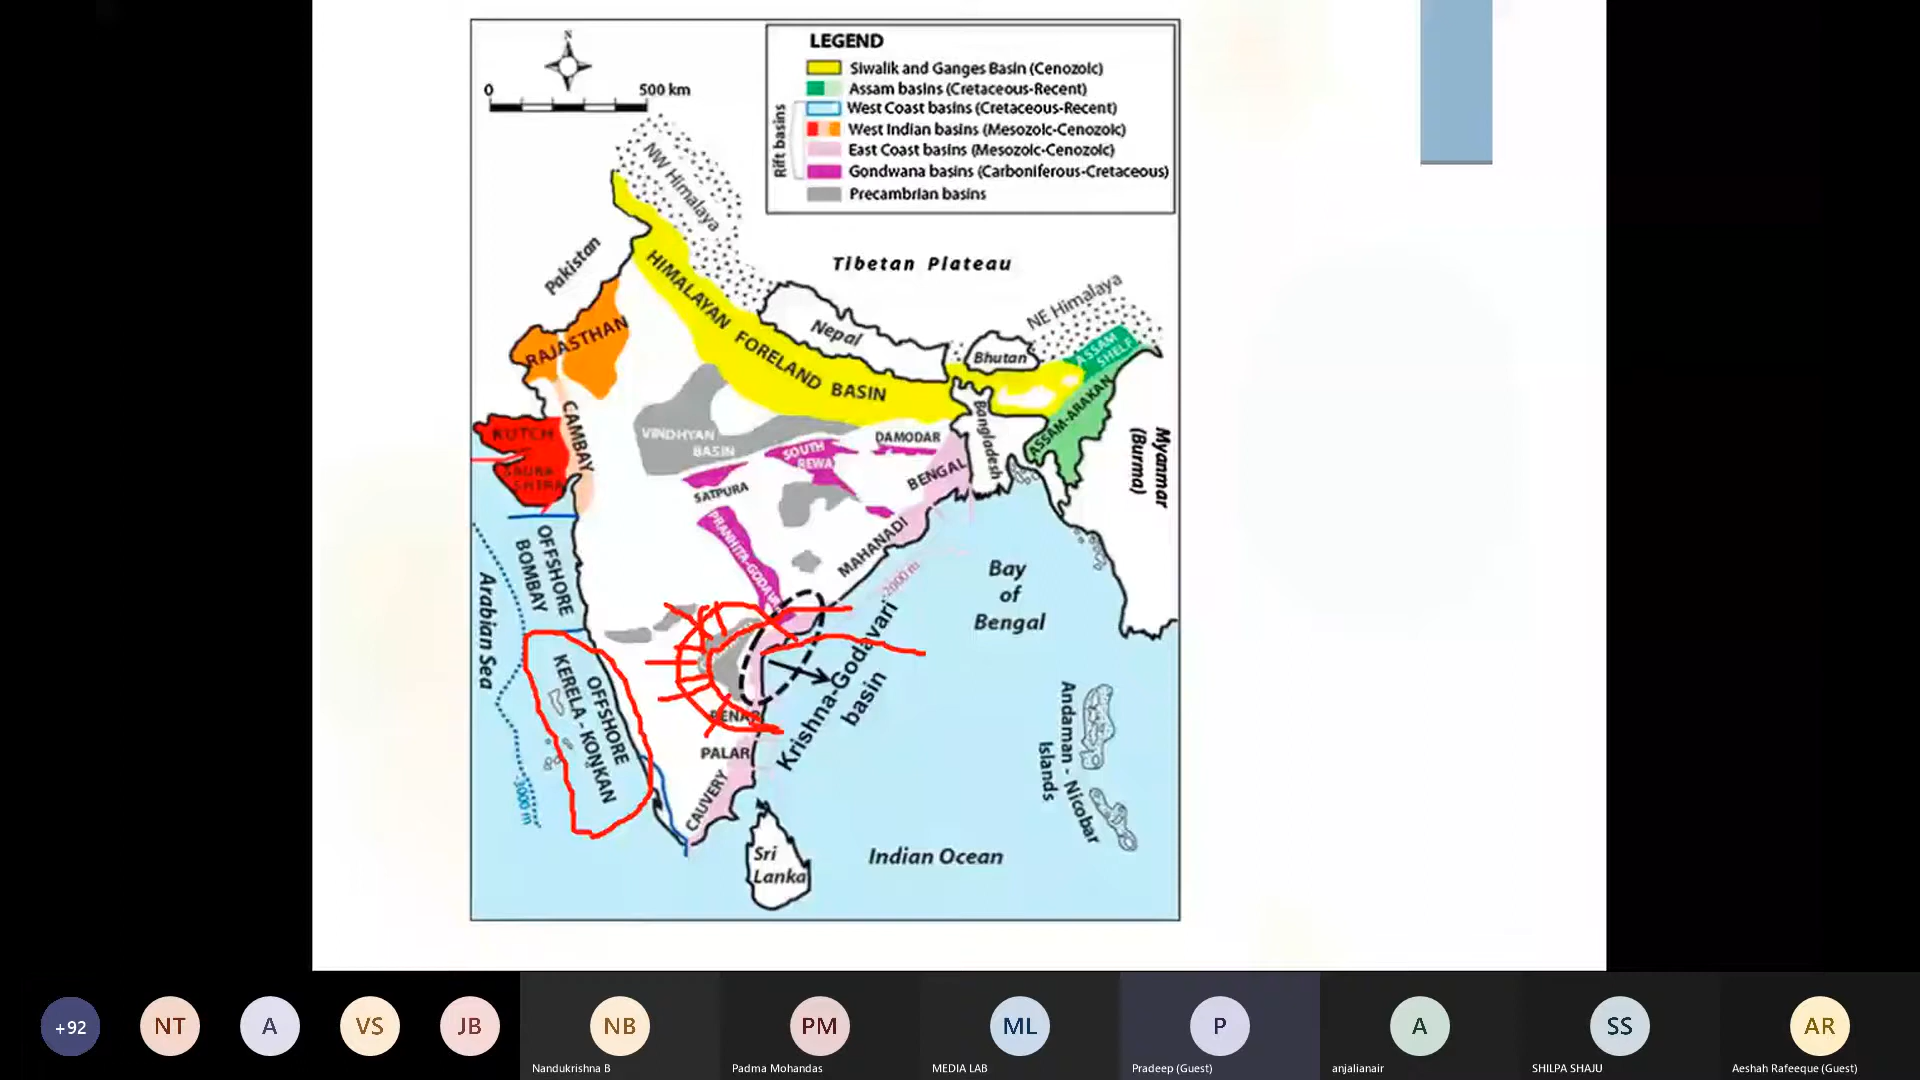 N
0 500 km
LEGEND
Siwalik and Ganges Basin (Cenozoic)
Assam basins (Cretaceous-Recent)
West Coast basins (Cretaceous-Recent)
West Indian basins (Mesozoic-Cenozoic)
East Coast basins (Mesozoic-Cenozoic)
Gondwana basins (Carboniferous-Cretaceous)
Precambrian basins
Rift basins
NW Himalaya
Pakistan
Tibetan Plateau
HIMALAYAN FORELAND BASIN
Nepal
NE Himalaya
Bhutan
ASSAM
SHELF
RAJASTHAN
ASSAM-ARAKAN
Bangladesh
Myanmar
(Burma)
KUTCH
CAMBAY
SAURA
SHTRA
VINDHYAN
BASIN
SOUTH
REWA
DAMODAR
BENGAL
SATPURA
MAHANADI
OFFSHORE
BOMBAY
Arabian Sea
-2000 m
Bay
of
Bengal
Krishna-Godavari
basin
OFFSHORE
KERELA - KONKAN
PENAR
PALAR
CAUVERY
Andaman - Nicobar
Islands
Sri
Lanka
Indian Ocean
+92
NT
A
VS
JB
NB
PM
ML
P
A
SS
AR
Nandukrishna B
Padma Mohandas
MEDIA LAB
Pradeep (Guest)
anjalianair
SHILPA SHAJU
Aeshah Rafeeque (Guest)